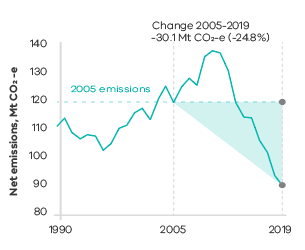 Change 2005-2019
-30.1 Mt CO₂-e (-24.8%)
Net emissions, Mt CO₂-e
140
130
2005 emissions
120
110
100
90
80
1990
2005
2019